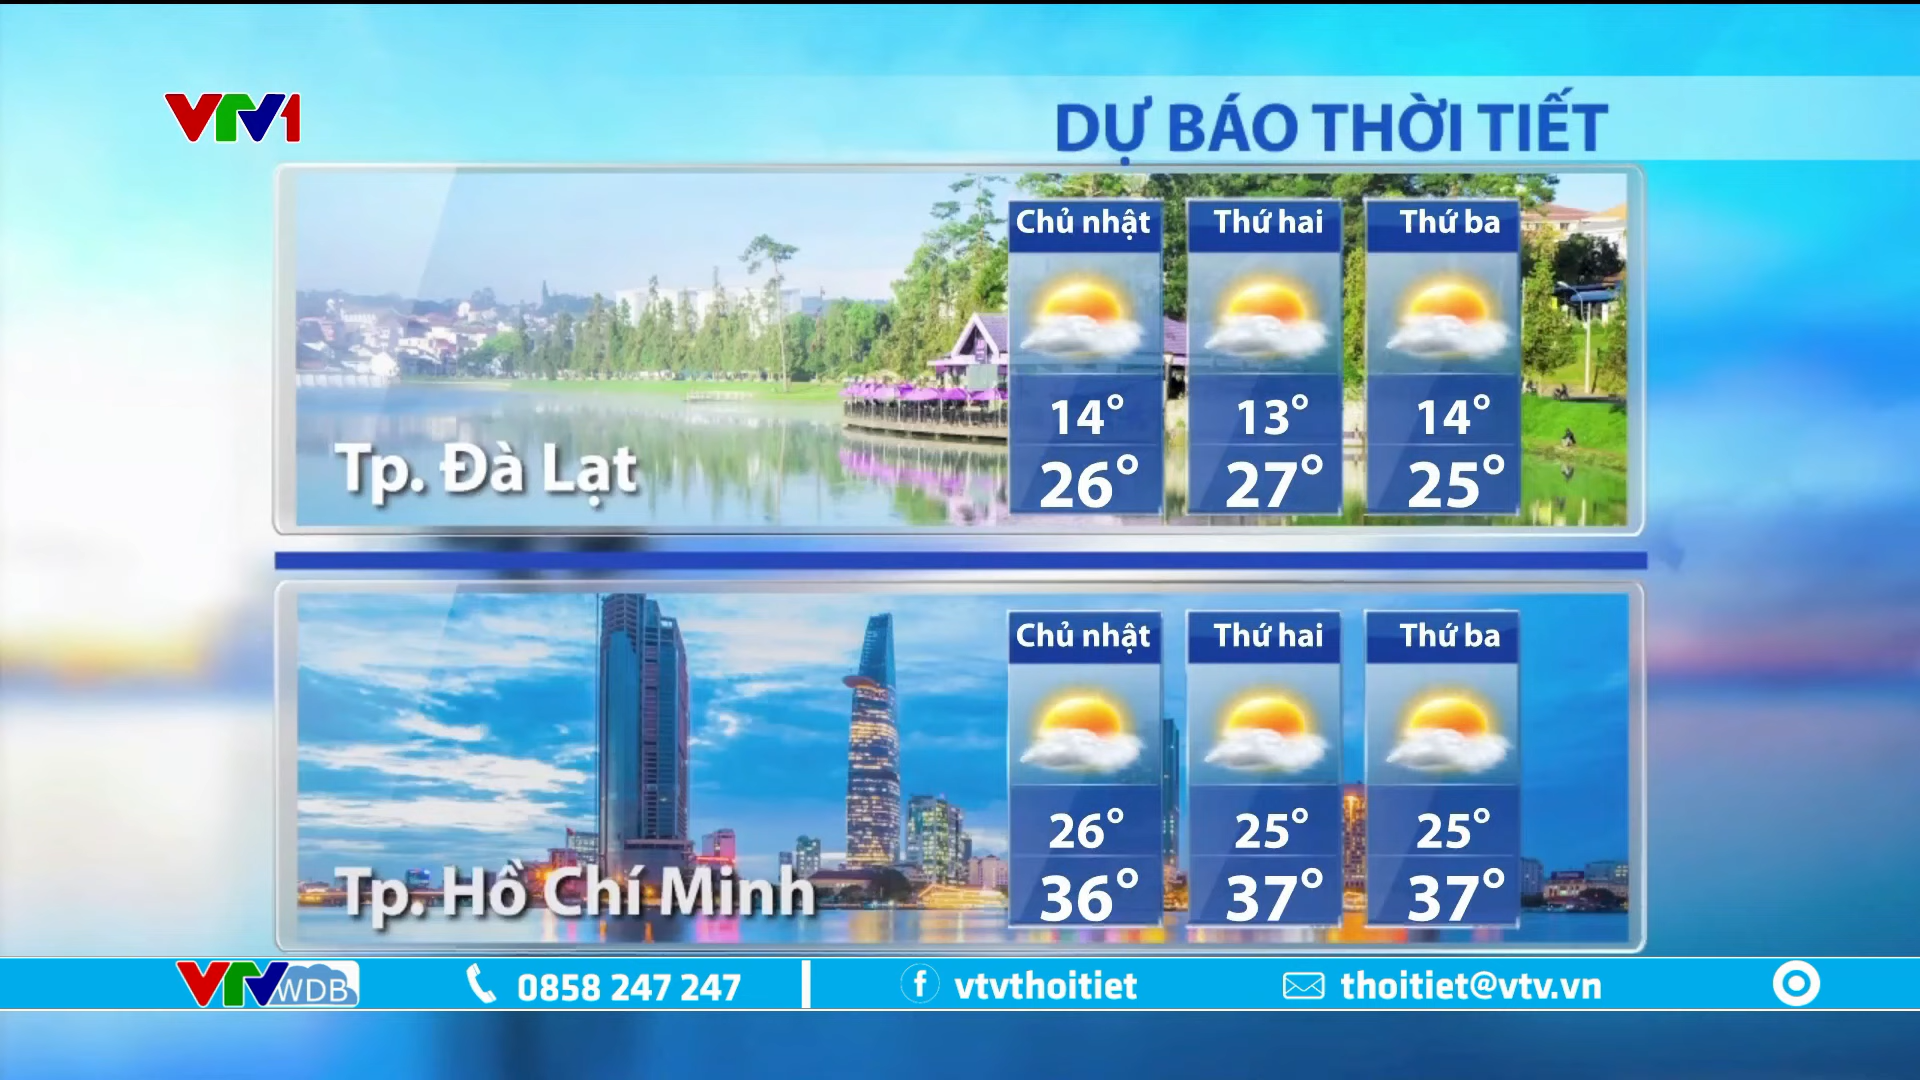 VTV1
DỰ BÁO THỜI TIẾT
Chủ nhật Thứ hai Thứ ba
14° 13° 14°
26° 27° 25°
Tp. Đà Lạt
Chủ nhật Thứ hai Thứ ba
26° 25° 25°
36° 37° 37°
Tp. Hồ Chí Minh
VTV WDB 0858 247 247 vtvthoitiet thoitiet@vtv.vn